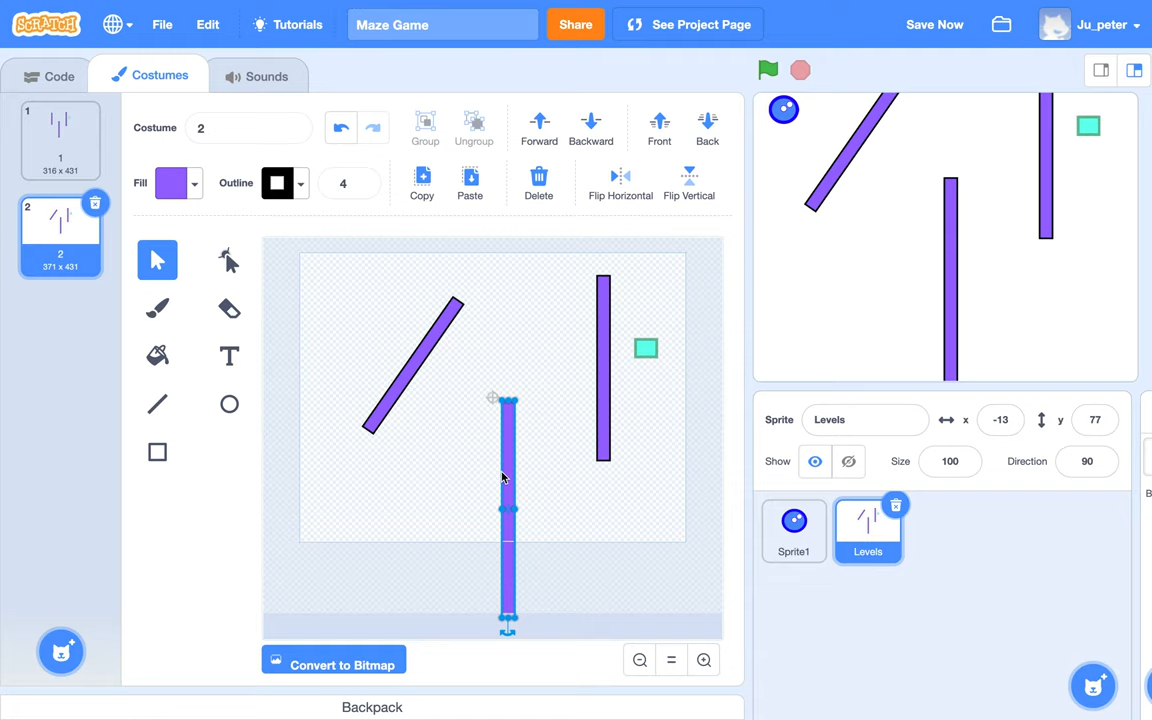 SCRATCH
File
Edit
Tutorials
Maze Game
Share
See Project Page
Save Now
Ju_peter
Code
Costumes
Sounds
1
1
316 x 431
2
2
371 x 431
Costume
2
Group
Ungroup
Forward
Backward
Front
Back
Fill
Outline
4
Copy
Paste
Delete
Flip Horizontal
Flip Vertical
T
Convert to Bitmap
Backpack
Sprite
Levels
x
-13
y
77
Show
Size
100
Direction
90
Sprite1
Levels